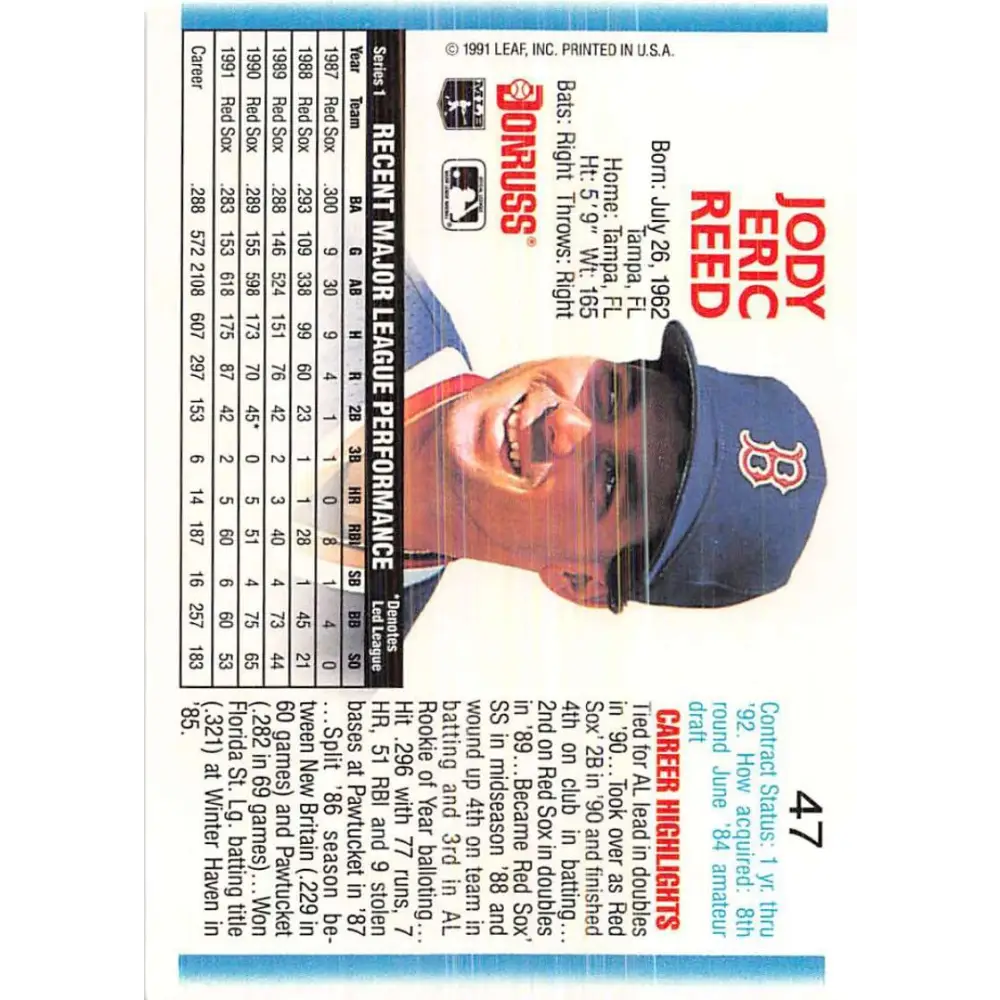 JODY
ERIC
REED
Born: July 26, 1962
Tampa, FL
Home: Tampa, FL
Ht: 5' 9" Wt: 165
Bats: Right Throws: Right
DONRUSS®
MLB
© 1991 LEAF, INC. PRINTED IN U.S.A.
47
Contract Status: 1 yr. thru
'92. How acquired: 8th
round June '84 amateur
draft
CAREER HIGHLIGHTS
Tied for AL lead in doubles
in '90...Took over as Red
Sox' 2B in '90 and finished
4th on club in batting...
2nd on Red Sox in doubles
in '89...Became Red Sox'
SS in midseason '88 and
wound up 4th on team in
batting and 3rd in AL
Rookie of Year balloting...
Hit .296 with 77 runs, 7
HR, 51 RBI and 9 stolen
bases at Pawtucket in '87
...Split '86 season be-
tween New Britain (.229 in
60 games) and Pawtucket
(.282 in 69 games)...Won
Florida St. Lg. batting title
(.321) at Winter Haven in
'85.
Series 1 RECENT MAJOR LEAGUE PERFORMANCE *Denotes
Led League
Year Team BA G AB H R 2B 3B HR RBI SB BB SO
1987 Red Sox .300 9 30 9 4 1 1 0 8 1 4 0
1988 Red Sox .293 109 338 99 60 23 1 1 28 1 45 21
1989 Red Sox .288 146 524 151 76 42 2 3 40 4 73 44
1990 Red Sox .289 155 598 173 70 45* 0 5 51 4 75 65
1991 Red Sox .283 153 618 175 87 42 2 5 60 6 60 53
Career .288 572 2108 607 297 153 6 14 187 16 257 183